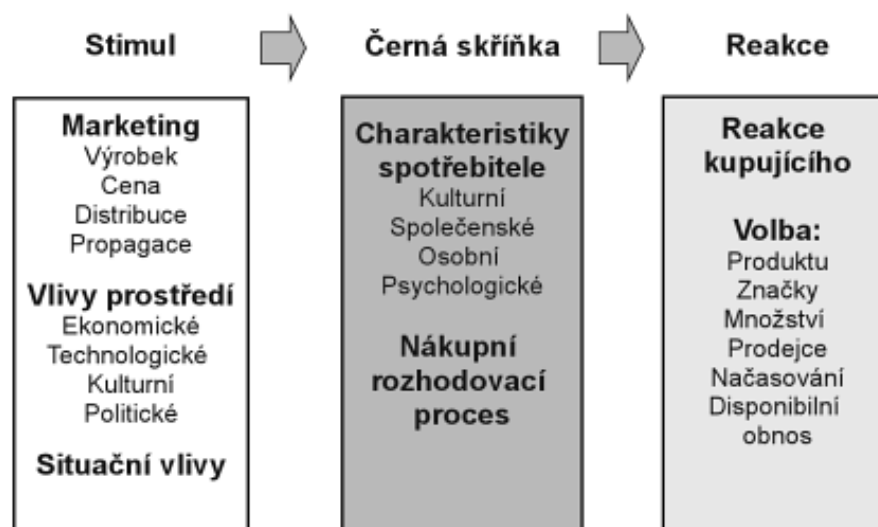 Stimul
Černá skříňka
Reakce
Marketing
Výrobek
Cena
Distribuce
Propagace
Vlivy prostředí
Ekonomické
Technologické
Kulturní
Politické
Situační vlivy
Charakteristiky
spotřebitele
Kulturní
Společenské
Osobní
Psychologické
Nákupní
rozhodovací
proces
Reakce
kupujícího
Volba:
Produktu
Značky
Množství
Prodejce
Načasování
Disponibilní
obnos